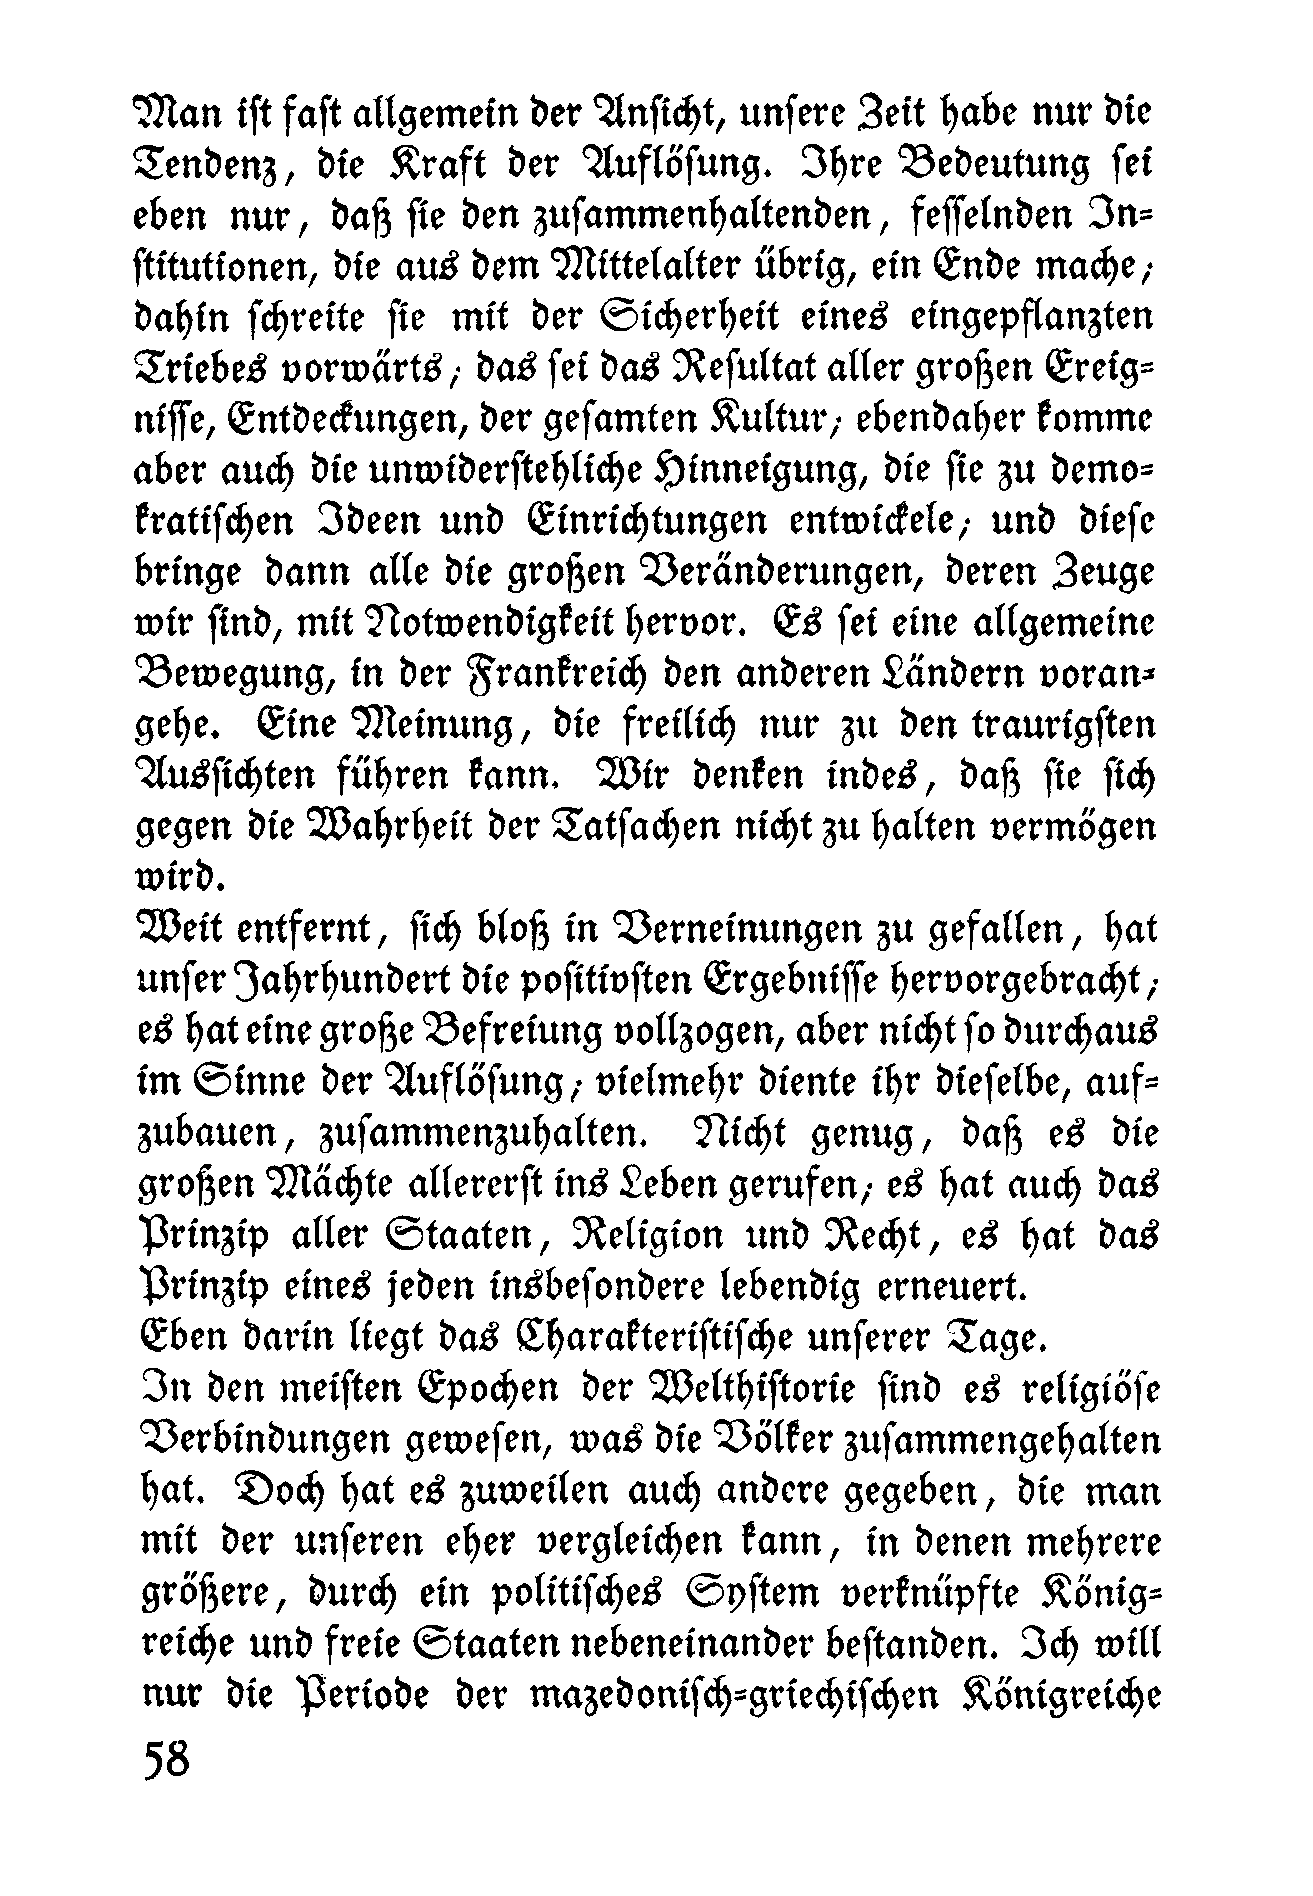 Man iſt faſt allgemein der Anſicht, unſere Zeit habe nur die
Tendenz, die Kraft der Auflöſung. Ihre Bedeutung ſei
eben nur, daß ſie den zuſammenhaltenden, feſſelnden In=
ſtitutionen, die aus dem Mittelalter übrig, ein Ende mache;
dahin ſchreite ſie mit der Sicherheit eines eingepflanzten
Triebes vorwärts; das ſei das Reſultat aller großen Ereig=
niſſe, Entdeckungen, der geſamten Kultur; ebendaher komme
aber auch die unwiderſtehliche Hinneigung, die ſie zu demo=
kratiſchen Ideen und Einrichtungen entwickele; und dieſe
bringe dann alle die großen Veränderungen, deren Zeuge
wir ſind, mit Notwendigkeit hervor. Es ſei eine allgemeine
Bewegung, in der Frankreich den anderen Ländern voran=
gehe. Eine Meinung, die freilich nur zu den traurigſten
Ausſichten führen kann. Wir denken indes, daß ſie ſich
gegen die Wahrheit der Tatſachen nicht zu halten vermögen
wird.
Weit entfernt, ſich bloß in Verneinungen zu gefallen, hat
unſer Jahrhundert die poſitivſten Ergebniſſe hervorgebracht;
es hat eine große Befreiung vollzogen, aber nicht ſo durchaus
im Sinne der Auflöſung; vielmehr diente ihr dieſelbe, auf=
zubauen, zuſammenzuhalten. Nicht genug, daß es die
großen Mächte allererſt ins Leben gerufen; es hat auch das
Prinzip aller Staaten, Religion und Recht, es hat das
Prinzip eines jeden insbeſondere lebendig erneuert.
Eben darin liegt das Charakteriſtiſche unſerer Tage.
In den meiſten Epochen der Welthiſtorie ſind es religiöſe
Verbindungen geweſen, was die Völker zuſammengehalten
hat. Doch hat es zuweilen auch andere gegeben, die man
mit der unſeren eher vergleichen kann, in denen mehrere
größere, durch ein politiſches Syſtem verknüpfte König=
reiche und freie Staaten nebeneinander beſtanden. Ich will
nur die Periode der mazedoniſch=griechiſchen Königreiche
58